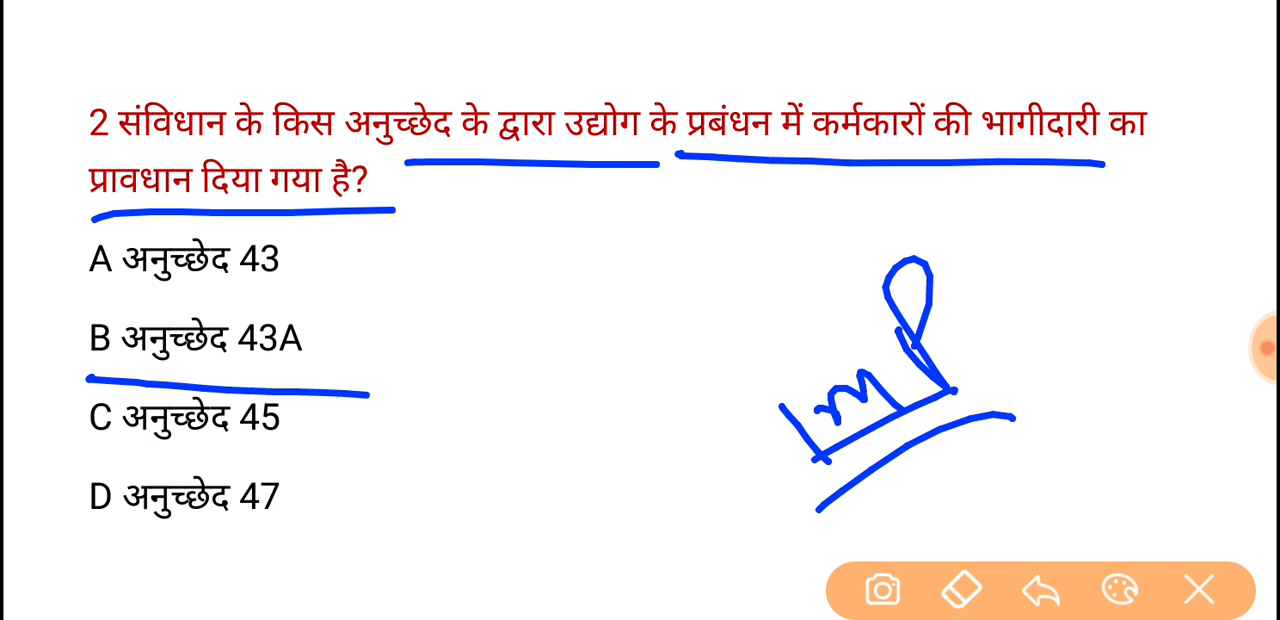 2 संविधान के किस अनुच्छेद के द्वारा उद्योग के प्रबंधन में कर्मकारों की भागीदारी का
प्रावधान दिया गया है?
A अनुच्छेद 43
B अनुच्छेद 43A
Imp
C अनुच्छेद 45
D अनुच्छेद 47